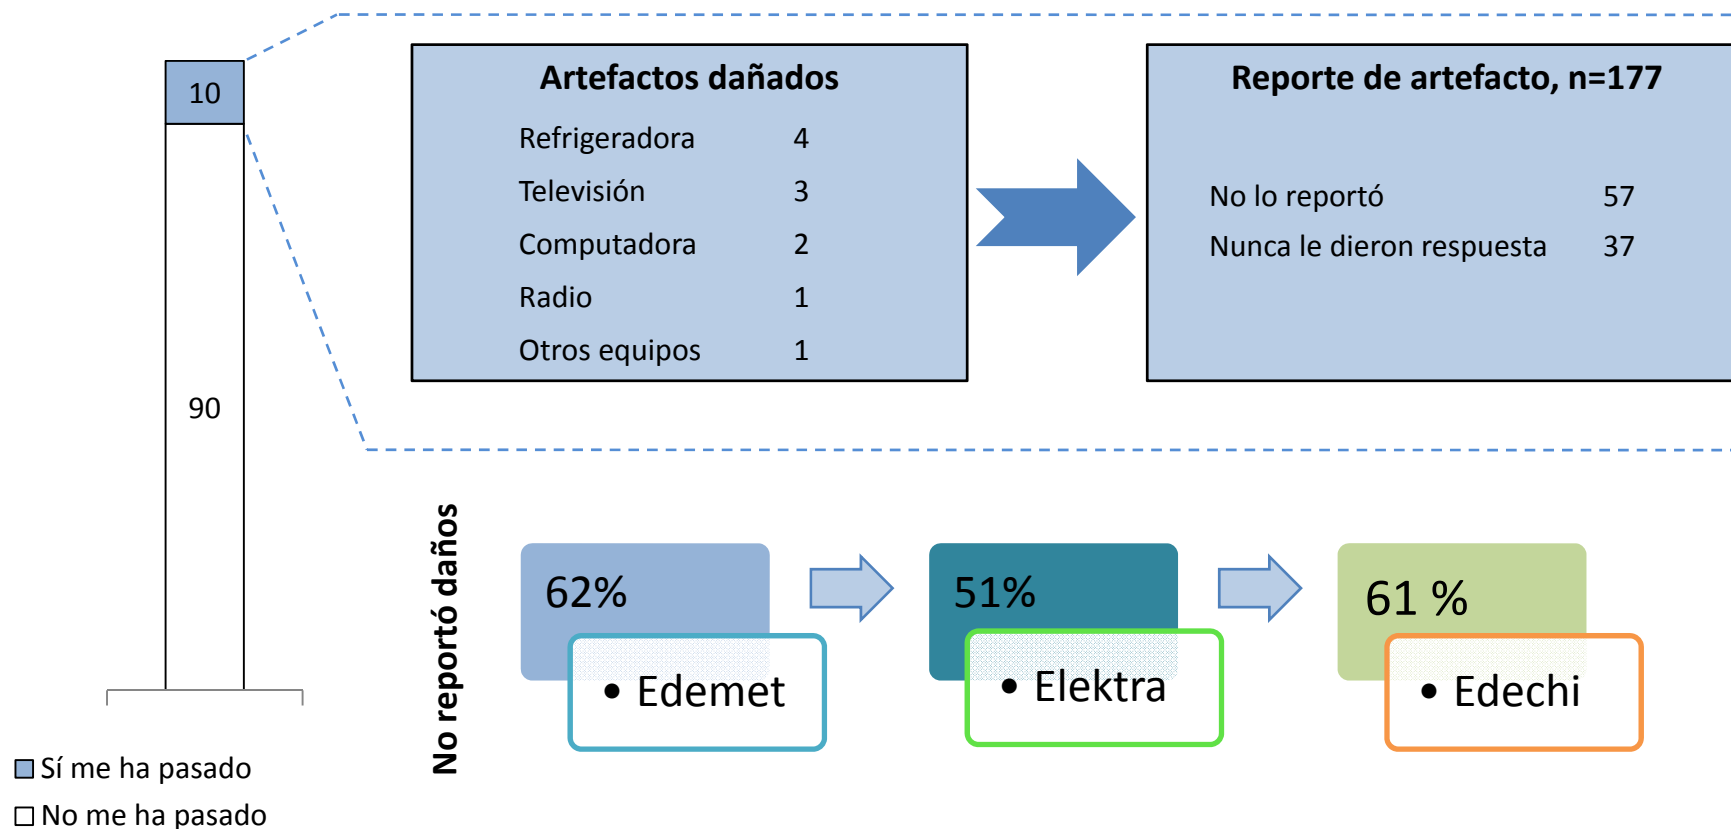 10
90
Sí me ha pasado
No me ha pasado
Artefactos dañados
Refrigeradora 4
Televisión 3
Computadora 2
Radio 1
Otros equipos 1
Reporte de artefacto, n=177
No lo reportó 57
Nunca le dieron respuesta 37
No reportó daños
62%
• Edemet
51%
• Elektra
61 %
• Edechi